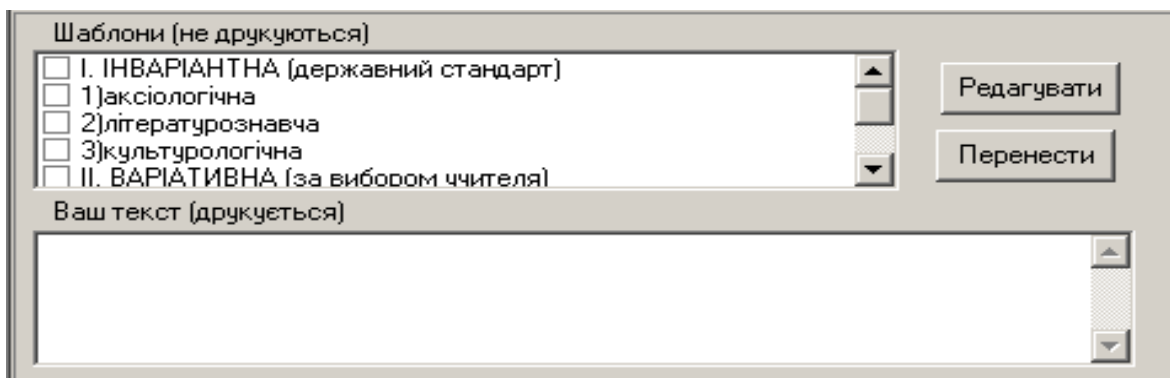 Шаблони (не друкуються)
І. ІНВАРІАНТНА (державний стандарт)
1)аксіологічна
2)літературознавча
3)культурологічна
ІІ. ВАРІАТИВНА (за вибором учителя)
Редагувати
Перенести
Ваш текст (друкується)